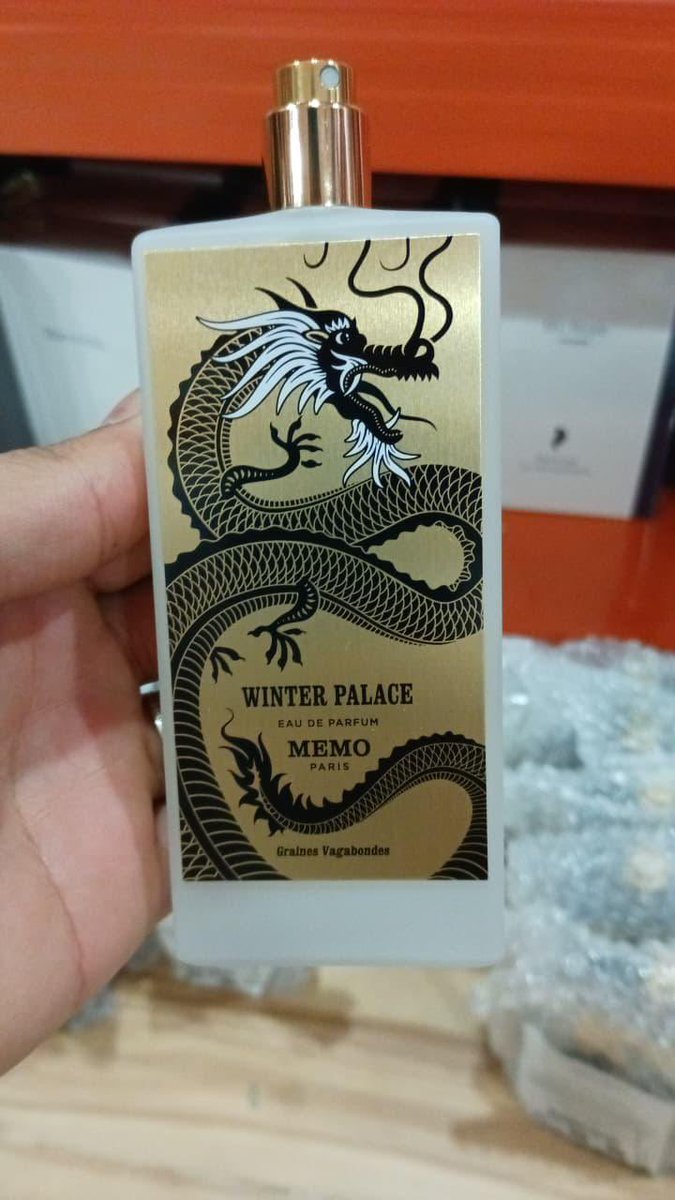 WINTER PALACE
EAU DE PARFUM
MEMO
PARIS
Graines Vagabondes